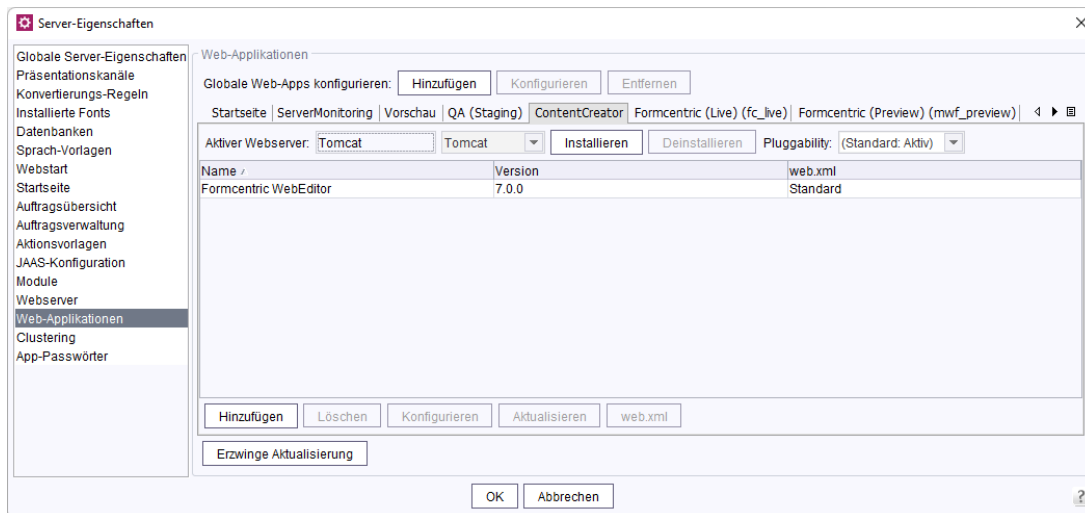 Server-Eigenschaften
Globale Server-Eigenschaften
Präsentationskanäle
Konvertierungs-Regeln
Installierte Fonts
Datenbanken
Sprach-Vorlagen
Webstart
Startseite
Auftragsübersicht
Auftragsverwaltung
Aktionsvorlagen
JAAS-Konfiguration
Module
Webserver
Web-Applikationen
Clustering
App-Passwörter
Web-Applikationen
Globale Web-Apps konfigurieren: Hinzufügen Konfigurieren Entfernen
Startseite ServerMonitoring Vorschau QA (Staging) ContentCreator Formcentric (Live) (fc_live) Formcentric (Preview) (mwf_preview)
Aktiver Webserver: Tomcat Tomcat Installieren Deinstallieren Pluggability: (Standard: Aktiv)
Name Version web.xml
Formcentric WebEditor 7.0.0 Standard
Hinzufügen Löschen Konfigurieren Aktualisieren web.xml
Erzwinge Aktualisierung
OK Abbrechen
?